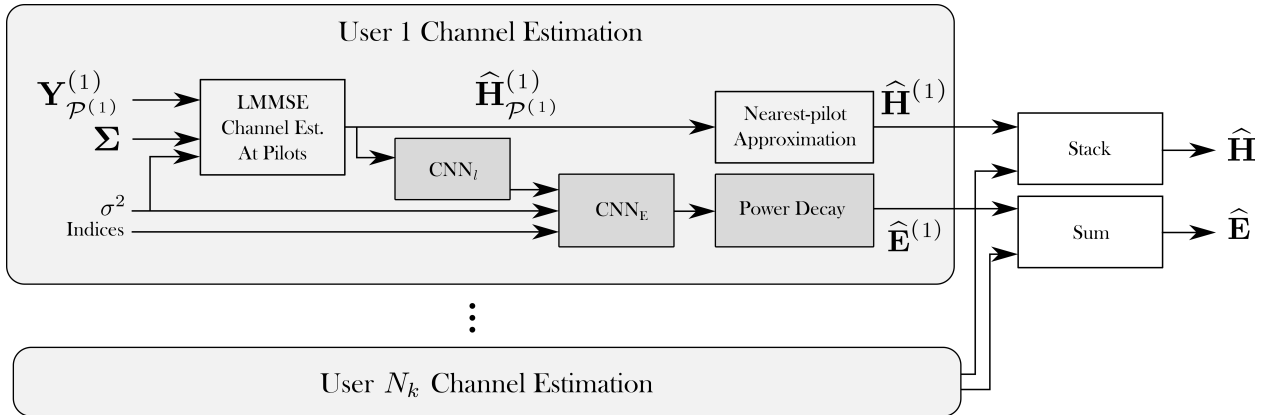 User 1 Channel Estimation
𝐘^{(1)}_{𝒫^{(1)}}
𝚺
σ²
Indices
LMMSE
Channel Est.
At Pilots
𝐇̂^{(1)}_{𝒫^{(1)}}
CNN_l
CNN_E
Nearest-pilot
Approximation
Power Decay
𝐇̂^{(1)}
𝐄̂^{(1)}
Stack
Sum
𝐇̂
𝐄̂
⋮
User N_k Channel Estimation